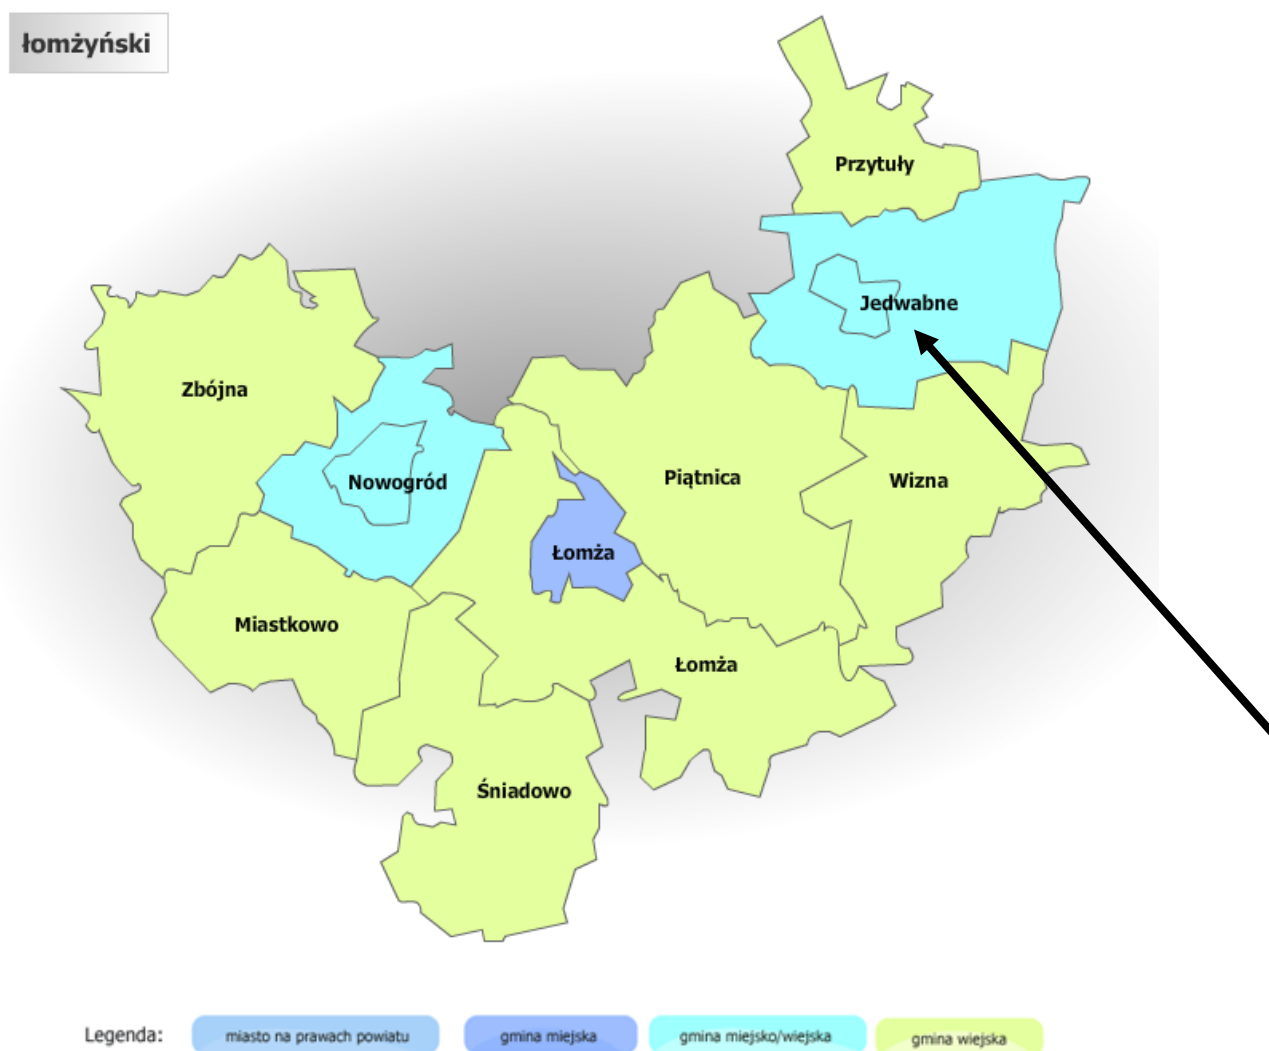 łomżyński
Przytuły
Jedwabne
Zbójna
Nowogród
Piątnica
Wizna
Łomża
Miastkowo
Łomża
Śniadowo
Legenda: miasto na prawach powiatu gmina miejska gmina miejsko/wiejska gmina wiejska